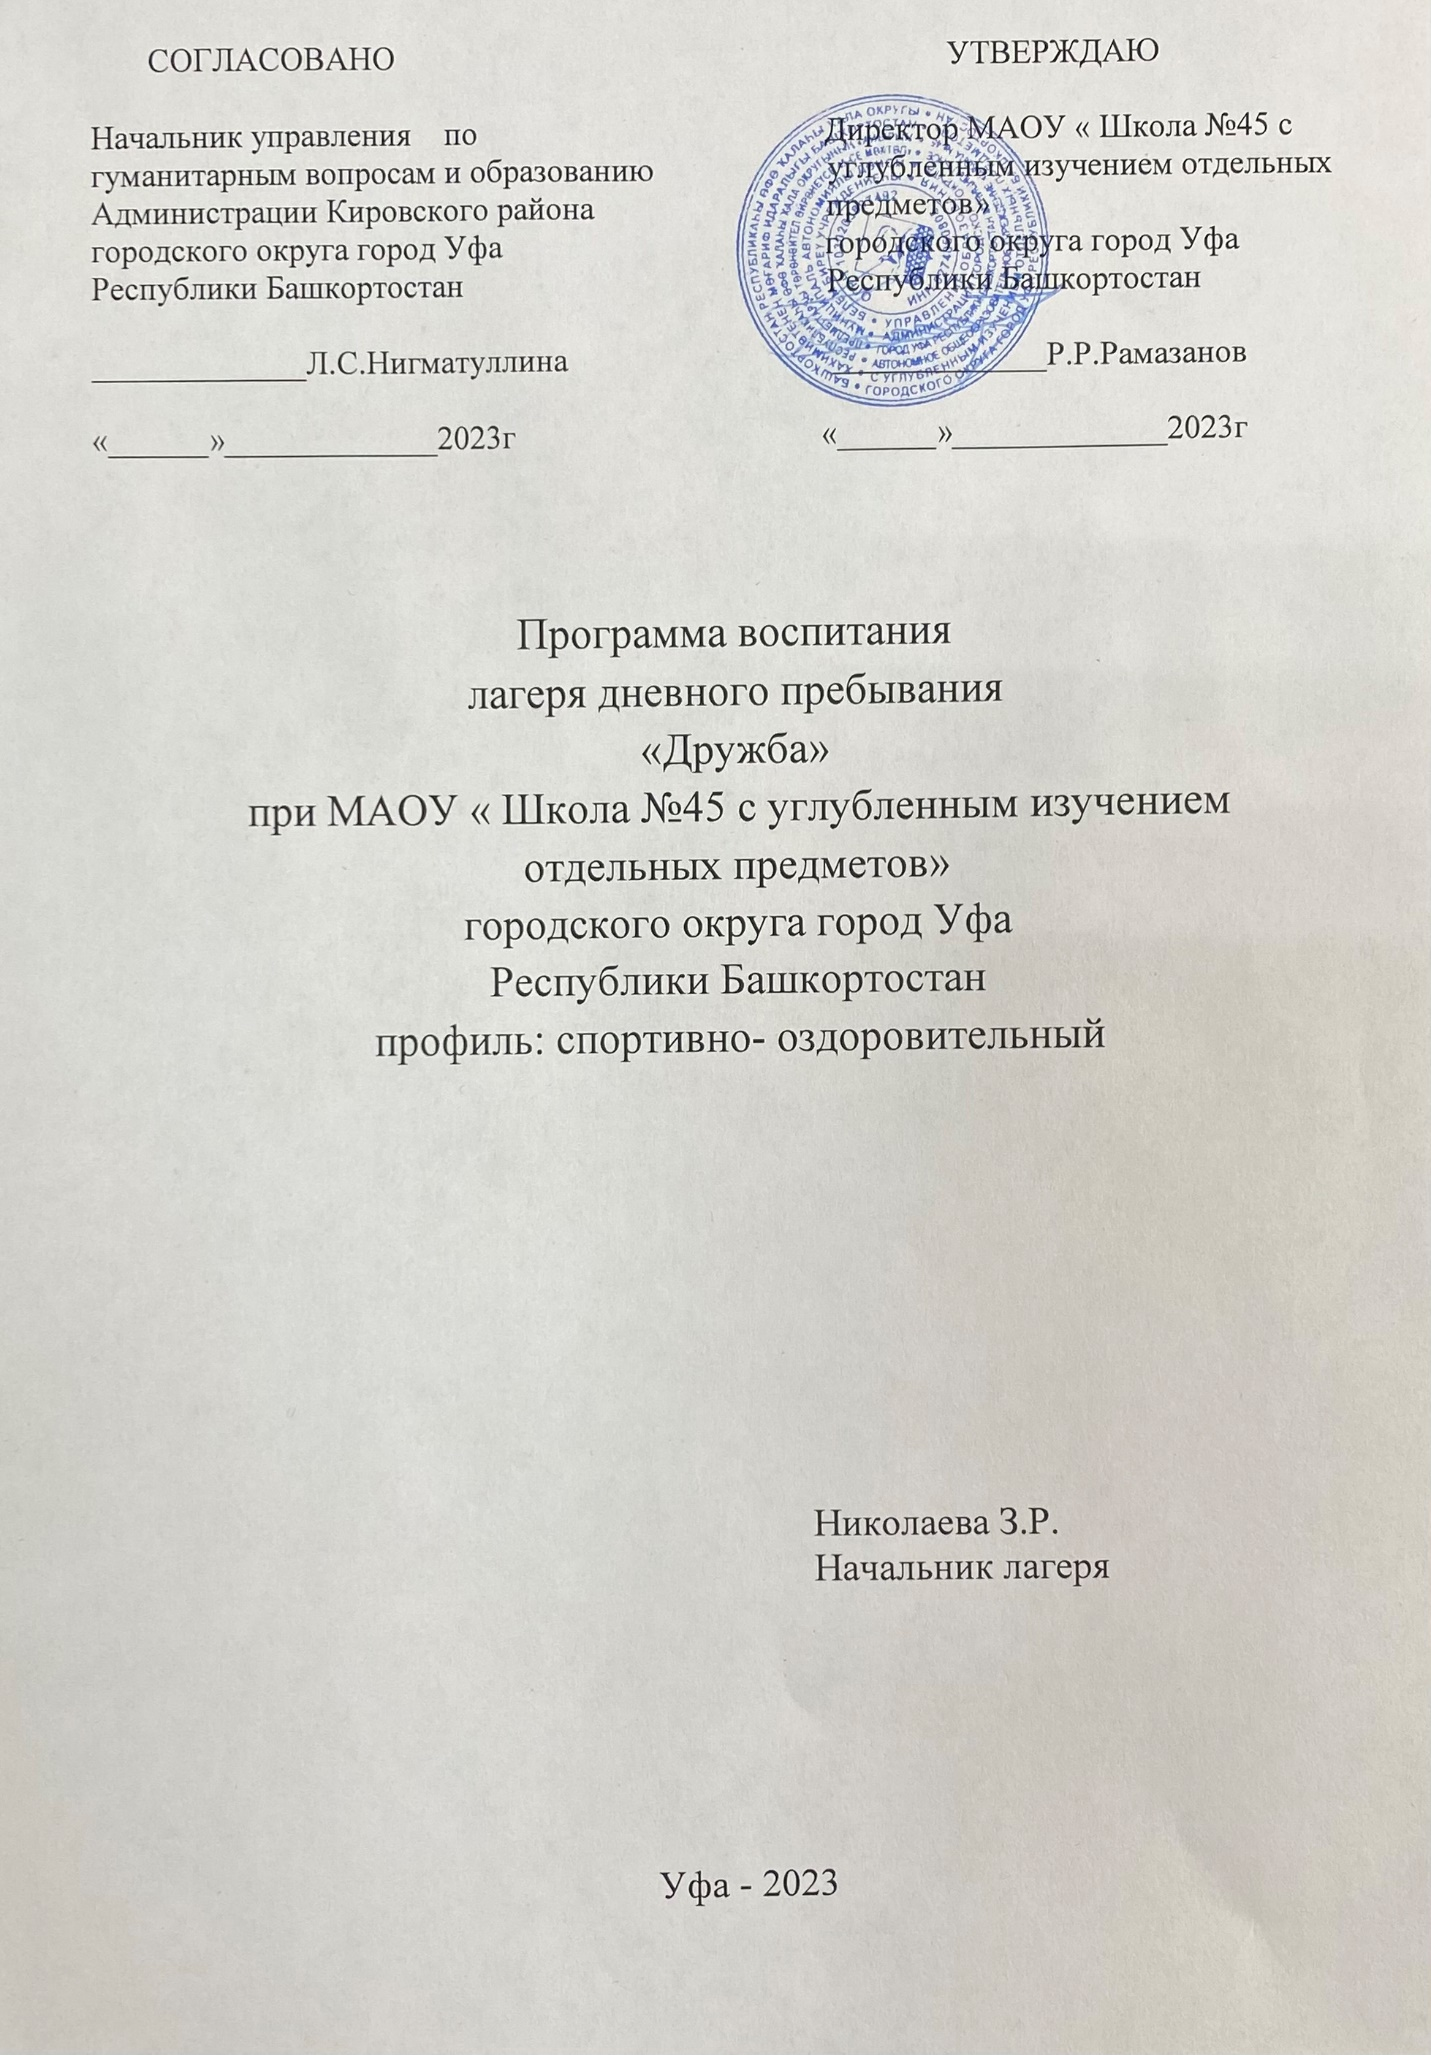 СОГЛАСОВАНО
Начальник управления по
гуманитарным вопросам и образованию
Администрации Кировского района
городского округа город Уфа
Республики Башкортостан
_____________Л.С.Нигматуллина
«______»_____________2023г
УТВЕРЖДАЮ
Директор МАОУ « Школа №45 с
углубленным изучением отдельных
предметов»
городского округа город Уфа
Республики Башкортостан
_____________Р.Р.Рамазанов
«______»_____________2023г
Программа воспитания
лагеря дневного пребывания
«Дружба»
при МАОУ « Школа №45 с углубленным изучением
отдельных предметов»
городского округа город Уфа
Республики Башкортостан
профиль: спортивно- оздоровительный
Николаева З.Р.
Начальник лагеря
Уфа - 2023